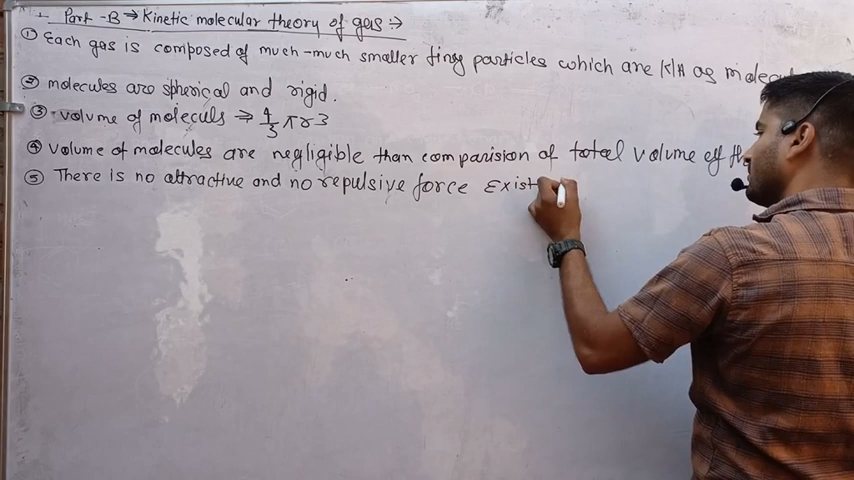 Part -B ⇒ Kinetic molecular theory of gas :→
① Each gas is composed of much-much smaller tiny particles which are K/A as molecu
② molecules are spherical and rigid.
③ volume of moleculs ⇒ 4/3 πr3
④ volume of molecules are negligible than comparision of total volume of the
⑤ There is no attractive and no repulsive force Exist